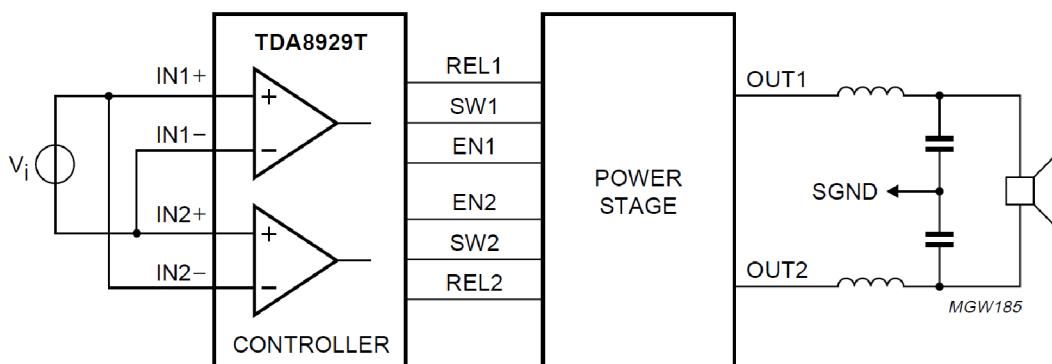 TDA8929T
IN1+
IN1−
Vi
IN2+
IN2−
+
−
+
−
CONTROLLER
REL1
SW1
EN1
EN2
SW2
REL2
POWER
STAGE
OUT1
SGND
OUT2
MGW185